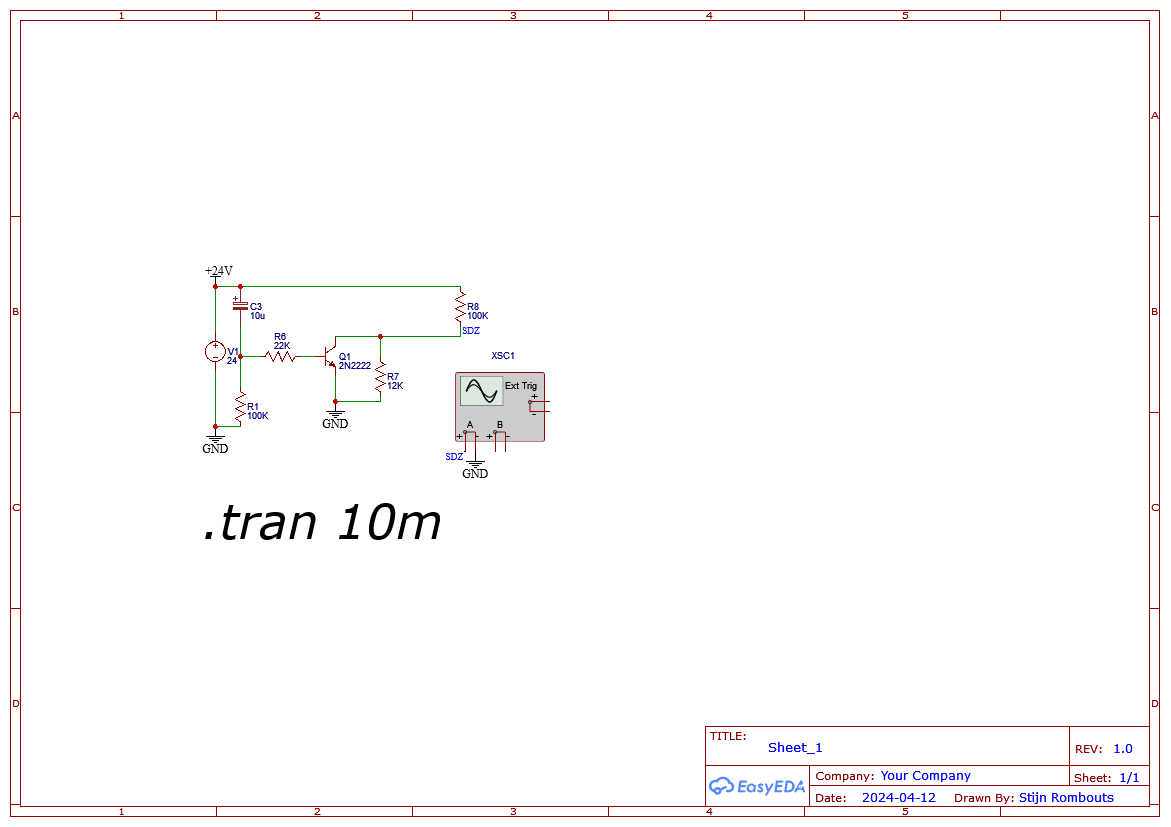 1 2 3 4 5
A A
+24V
B B
C3
10u
R8
100K
SDZ
R6
22K
V1
24
Q1
2N2222
XSC1
R7
12K
Ext Trig
+
-
R1
100K
A B
+ - + -
GND
GND
SDZ
GND
C C
.tran 10m
D D
TITLE:
Sheet_1
REV: 1.0
EasyEDA
Company: Your Company
Sheet: 1/1
Date: 2024-04-12 Drawn By: Stijn Rombouts
1 2 3 4 5